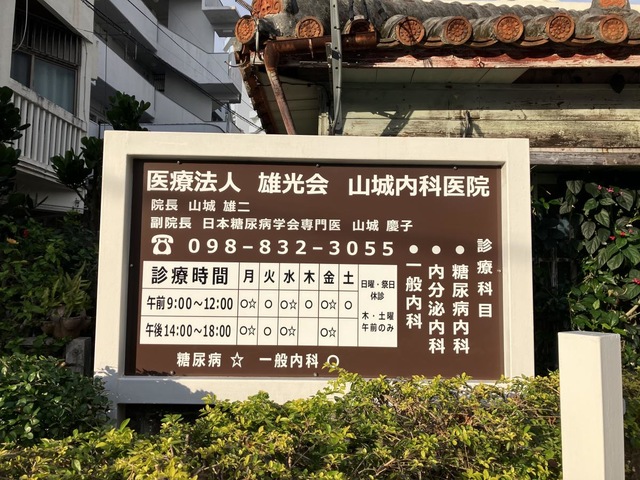 医療法人 雄光会 山城内科医院
院長 山城 雄二
副院長 日本糖尿病学会専門医 山城 慶子
☎ 098-832-3055
診療科目
● 糖尿病内科
● 内分泌内科
● 一般内科
診療時間 月 火 水 木 金 土 日曜・祭日 休診
午前 9:00〜12:00 ○☆ ○ ○☆ ○ ○☆ ○ 木・土曜
午後14:00〜18:00 ○☆ ○ ○☆ ○☆ 午前のみ
糖尿病 ☆ 一般内科 ○